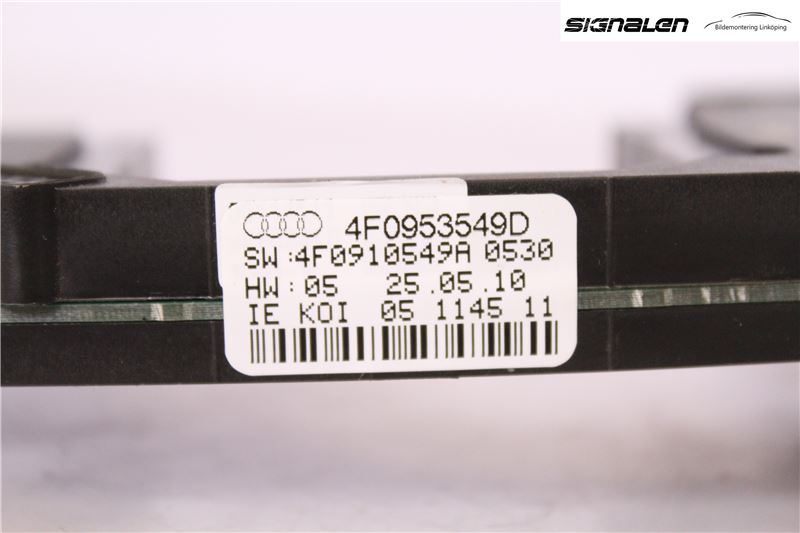 SIGNALEN
Bildemontering Linköping
4F0953549D
SW:4F0910549A 0530
HW:05 25.05.10
IE KOI 05 1145 11